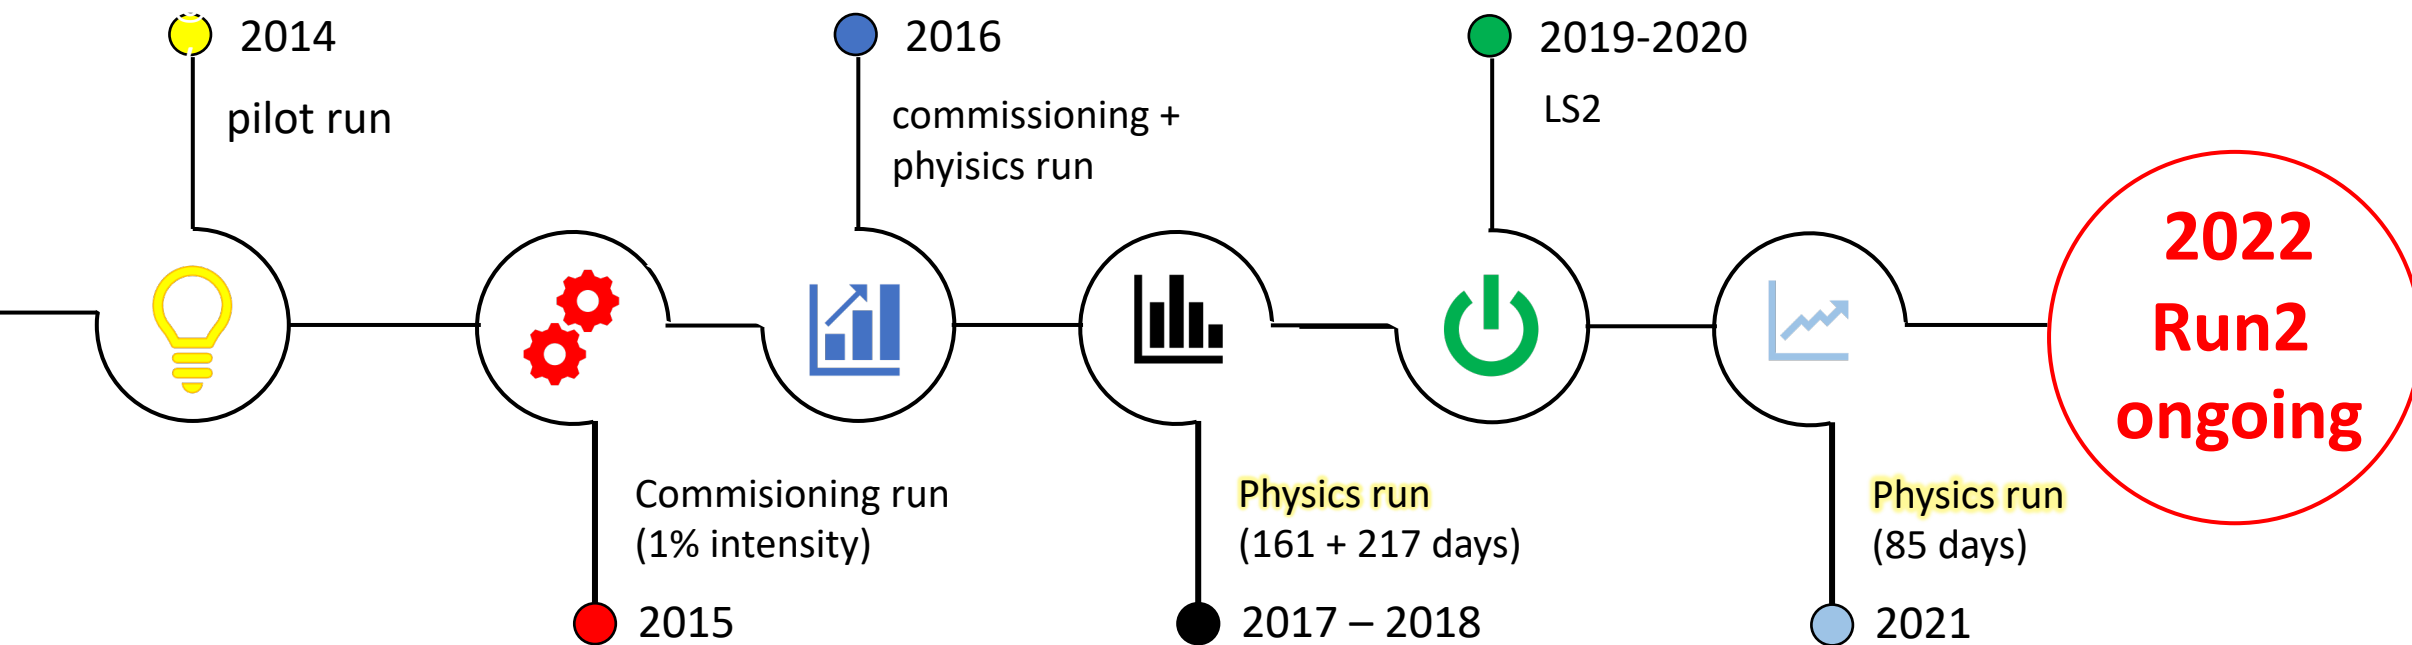 2014
pilot run
Commisioning run
(1% intensity)
2015
2016
commissioning +
phyisics run
Physics run
(161 + 217 days)
2017 – 2018
2019-2020
LS2
Physics run
(85 days)
2021
2022
Run2
ongoing